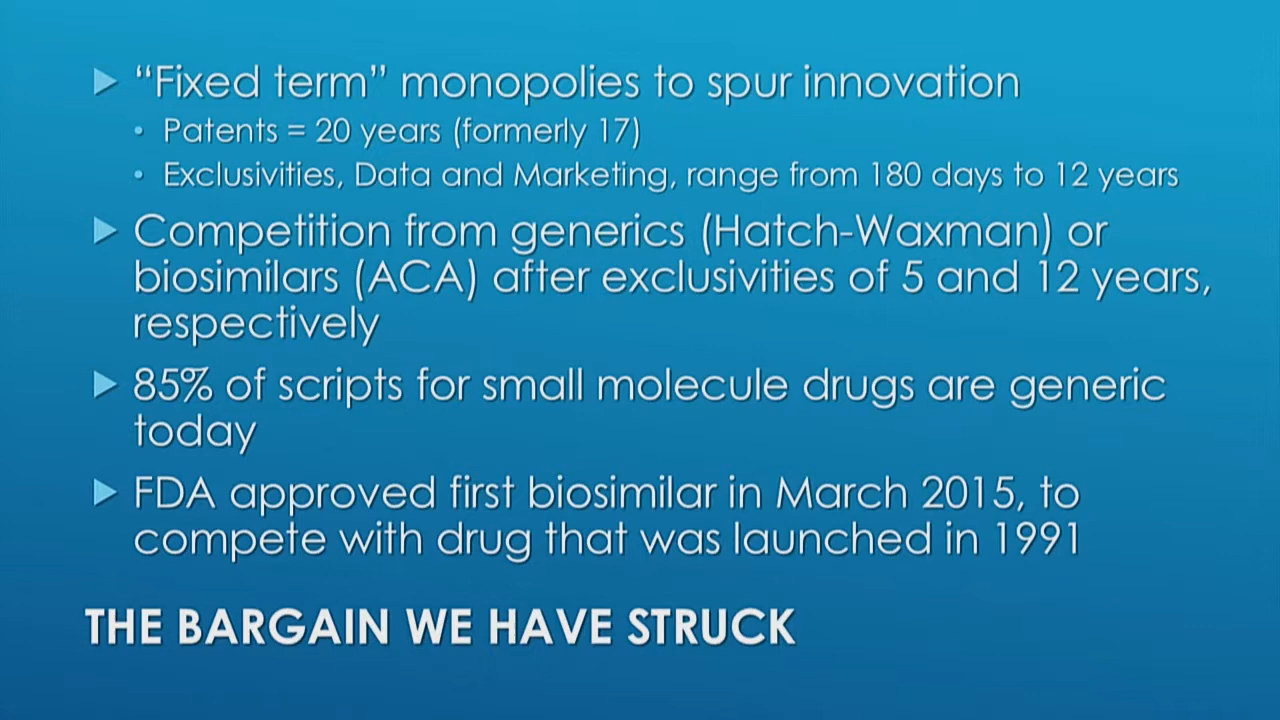 “Fixed term” monopolies to spur innovation
Patents = 20 years (formerly 17)
Exclusivities, Data and Marketing, range from 180 days to 12 years
Competition from generics (Hatch-Waxman) or
biosimilars (ACA) after exclusivities of 5 and 12 years,
respectively
85% of scripts for small molecule drugs are generic
today
FDA approved first biosimilar in March 2015, to
compete with drug that was launched in 1991
THE BARGAIN WE HAVE STRUCK